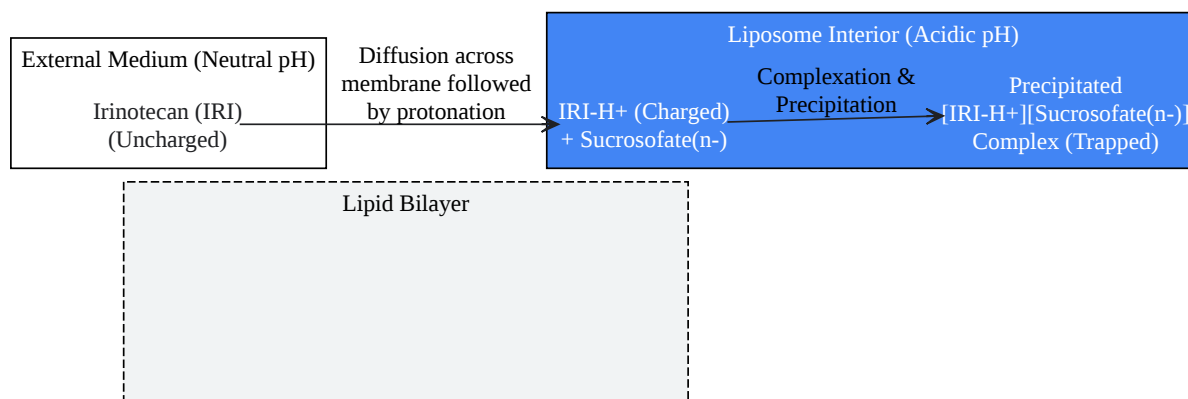 External Medium (Neutral pH)
Irinotecan (IRI)
(Uncharged)
Diffusion across
membrane followed
by protonation
Liposome Interior (Acidic pH)
IRI-H+ (Charged)
+ Sucrosofate(n-)
Complexation &
Precipitation
Precipitated
[IRI-H+][Sucrosofate(n-)]
Complex (Trapped)
Lipid Bilayer